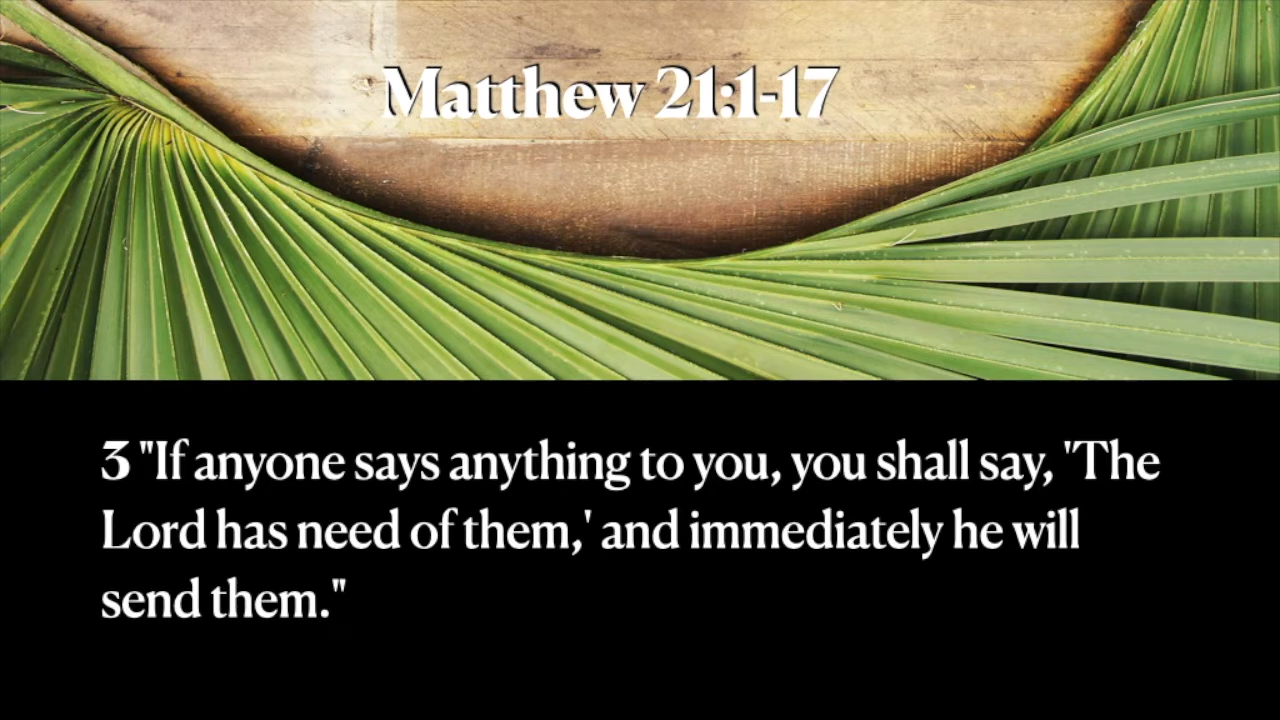 Matthew 21:1-17
3 "If anyone says anything to you, you shall say, 'The
Lord has need of them,' and immediately he will
send them."